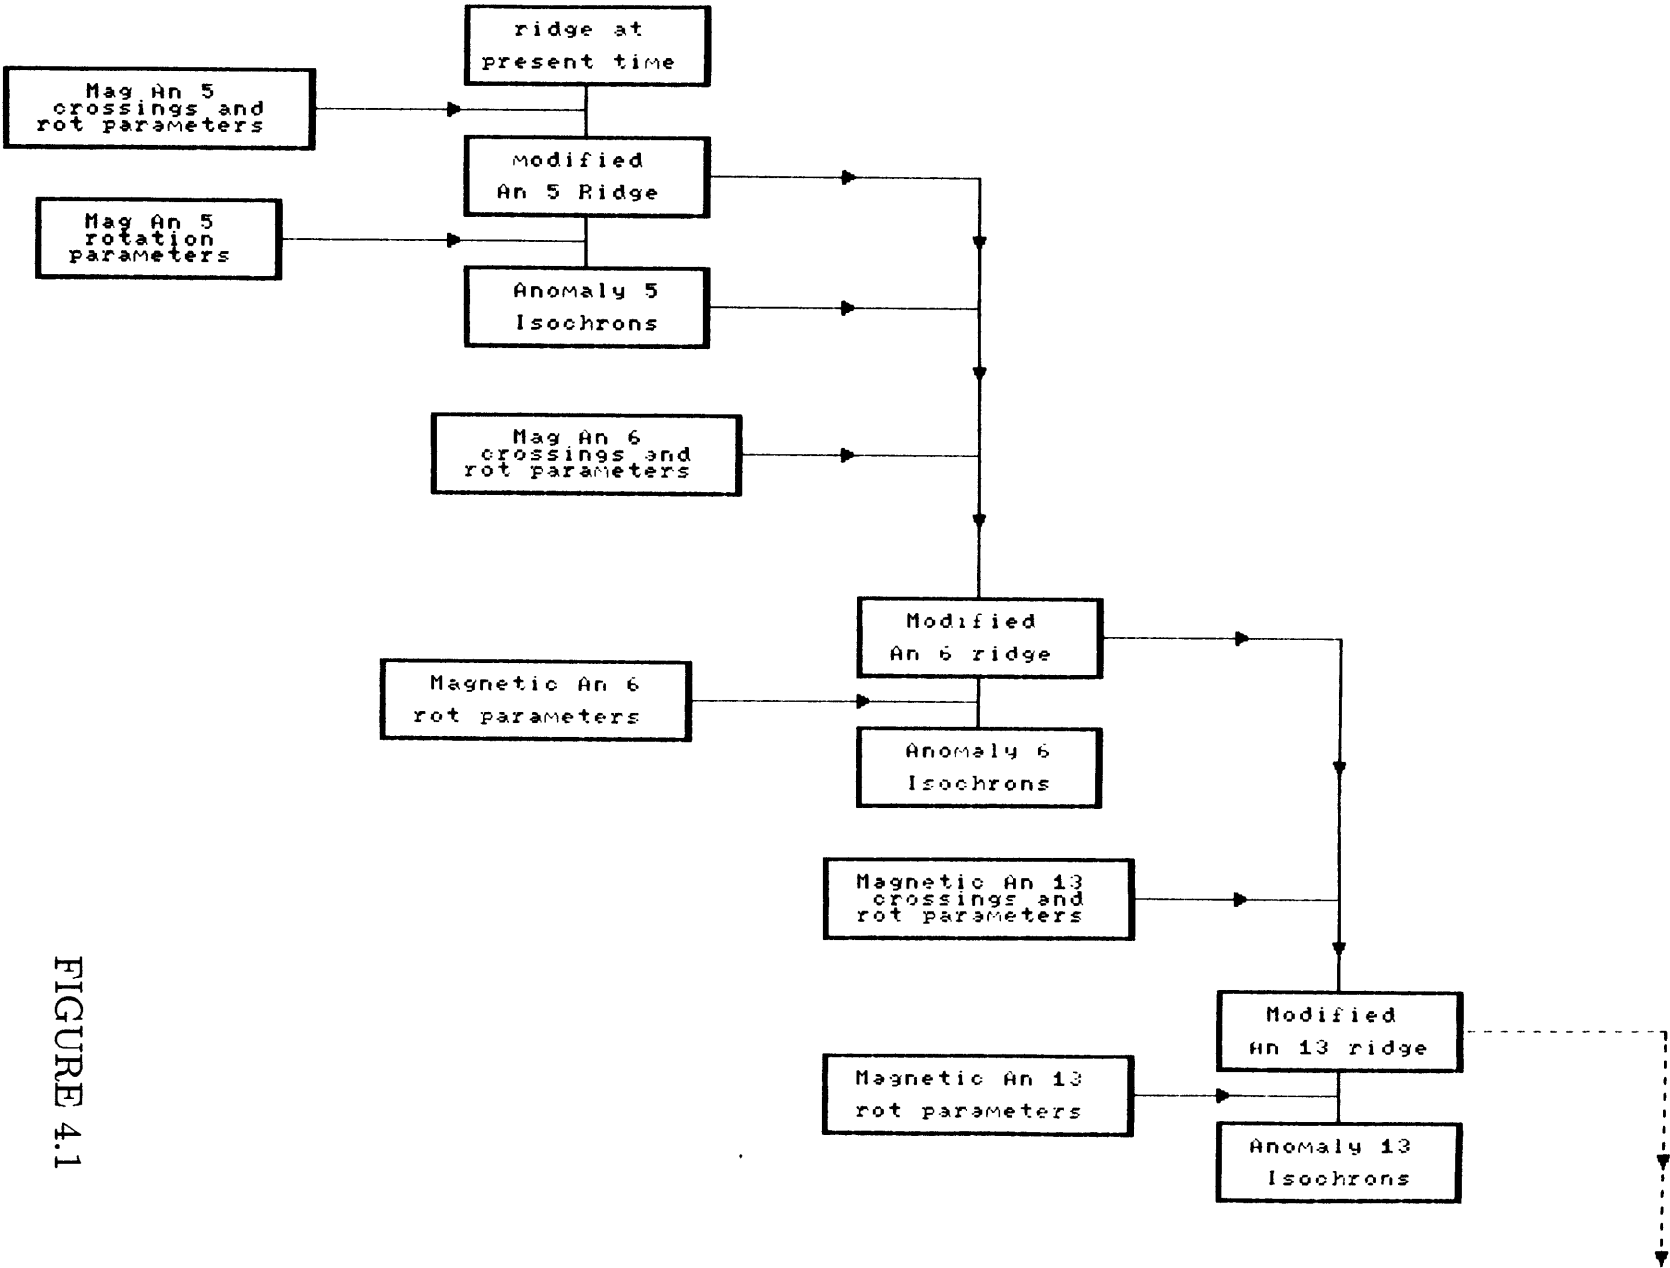 ridge at
present time
Mag An 5
crossings and
rot parameters
Modified
An 5 Ridge
Mag An 5
rotation
parameters
Anomaly 5
Isochrons
Mag An 6
crossings and
rot parameters
Modified
An 6 ridge
Magnetic An 6
rot parameters
Anomaly 6
Isochrons
Magnetic An 13
crossings and
rot parameters
Modified
An 13 ridge
Magnetic An 13
rot parameters
Anomaly 13
Isochrons
FIGURE 4.1